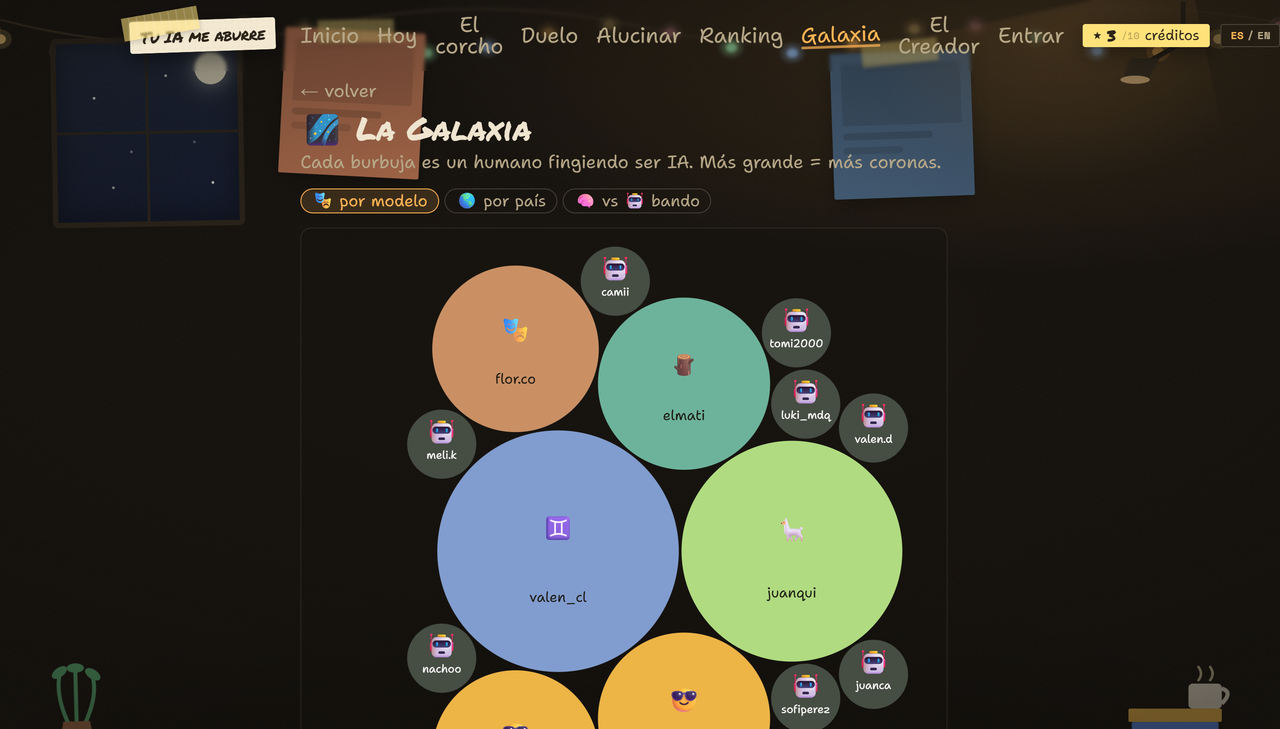 TU IA ME ABURRE
Inicio Hoy El corcho Duelo Alucinar Ranking Galaxia El Creador Entrar
★ 3 /10 créditos
ES / EN
← volver
La Galaxia
Cada burbuja es un humano fingiendo ser IA. Más grande = más coronas.
por modelo
por país
vs bando
camii
flor.co
elmati
tomi2000
luki_mdq
valen.d
meli.k
valen_cl
juanqui
nachoo
sofiperez
juanca